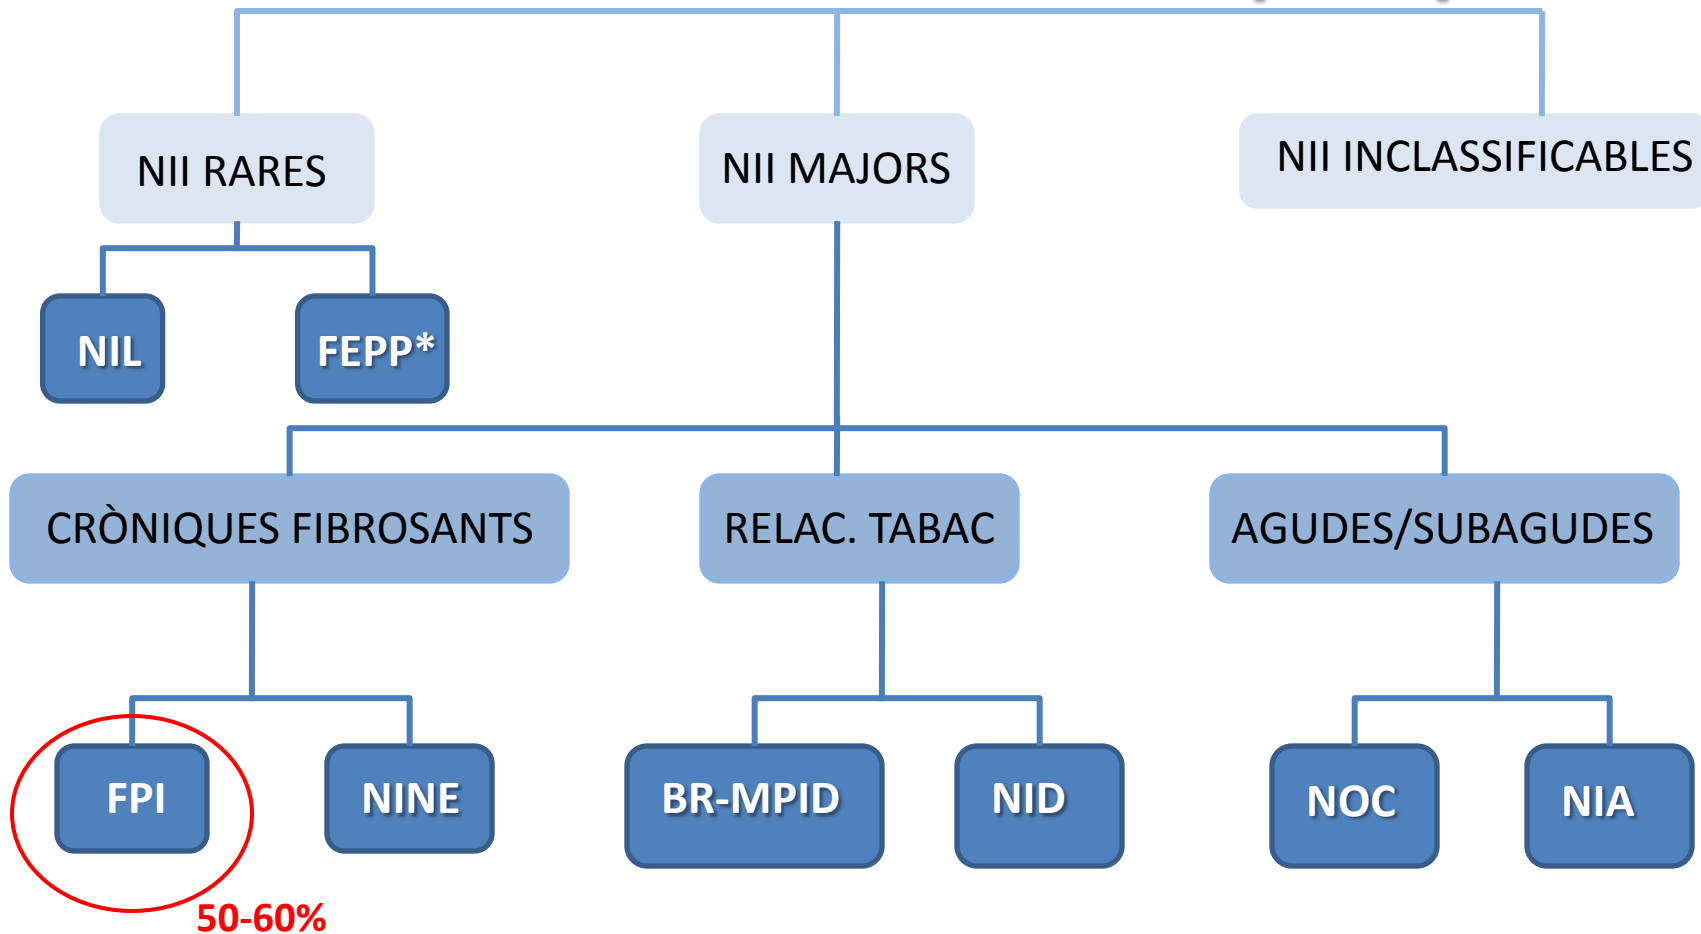 NII RARES
NII MAJORS
NII INCLASSIFICABLES
NIL
FEPP*
CRÒNIQUES FIBROSANTS
RELAC. TABAC
AGUDES/SUBAGUDES
FPI
NINE
BR-MPID
NID
NOC
NIA
50-60%